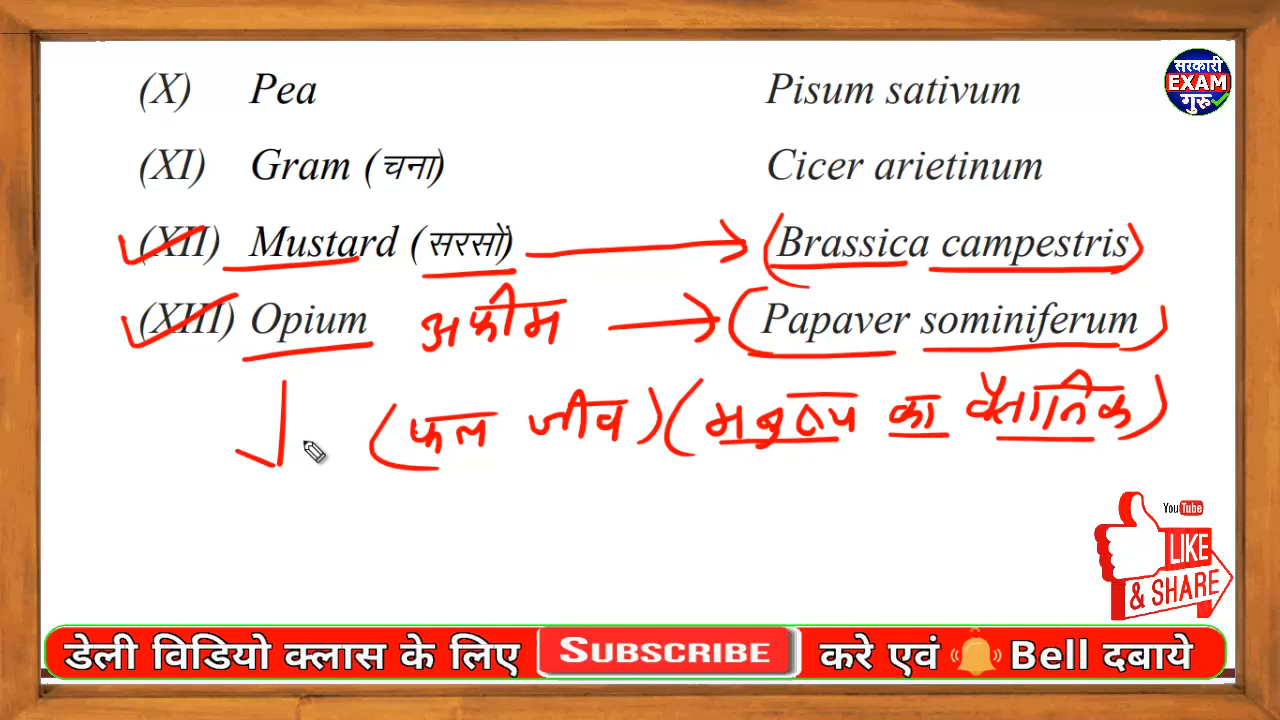 सरकारी
EXAM
गुरु
(X) Pea Pisum sativum
(XI) Gram (चना) Cicer arietinum
(XII) Mustard (सरसों) Brassica campestris
(XIII) Opium अफीम Papaver sominiferum
(फल जीव) (का
YouTube
LIKE
& SHARE
डेली विडियो क्लास के लिए SUBSCRIBE करे एवं Bell दबाये